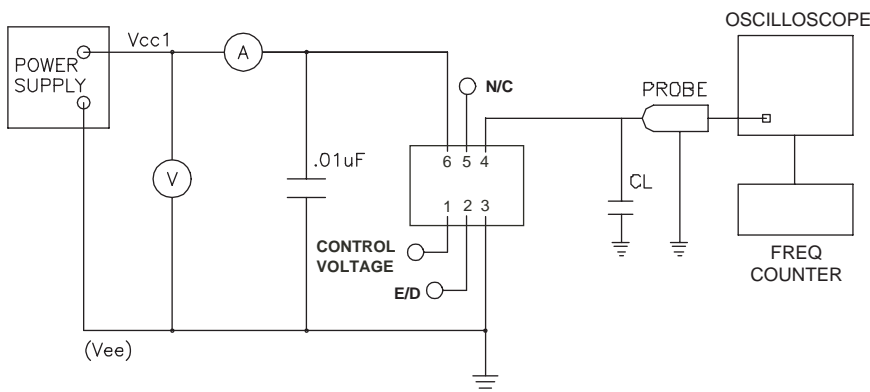 OSCILLOSCOPE
Vcc1
A
POWER
SUPPLY
N/C
PROBE
.01uF
6 5 4
V
CL
1 2 3
CONTROL
VOLTAGE
E/D
FREQ
COUNTER
(Vee)